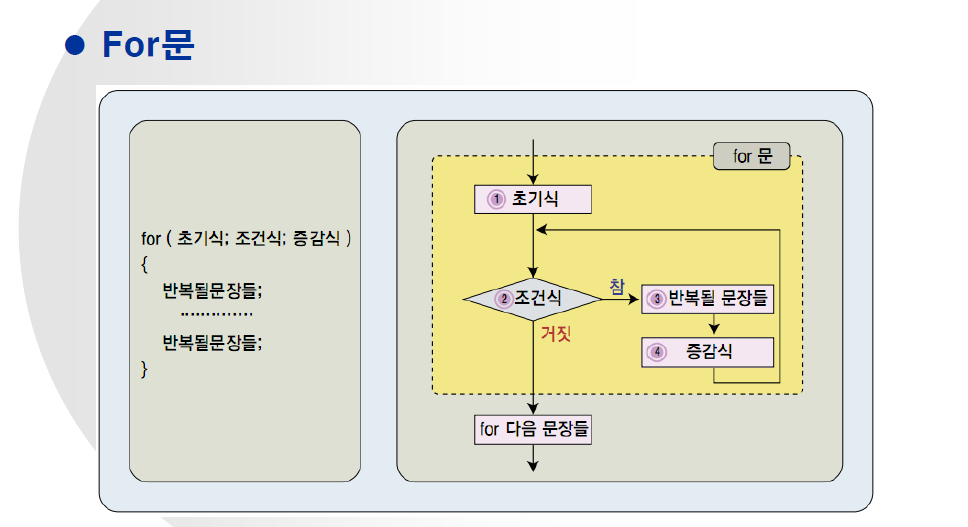 ● For문
for ( 초기식; 조건식; 증감식 )
{
반복될문장들;
··············
반복될문장들;
}
for 문
① 초기식
② 조건식
참
③ 반복될 문장들
거짓
④ 증감식
for 다음 문장들